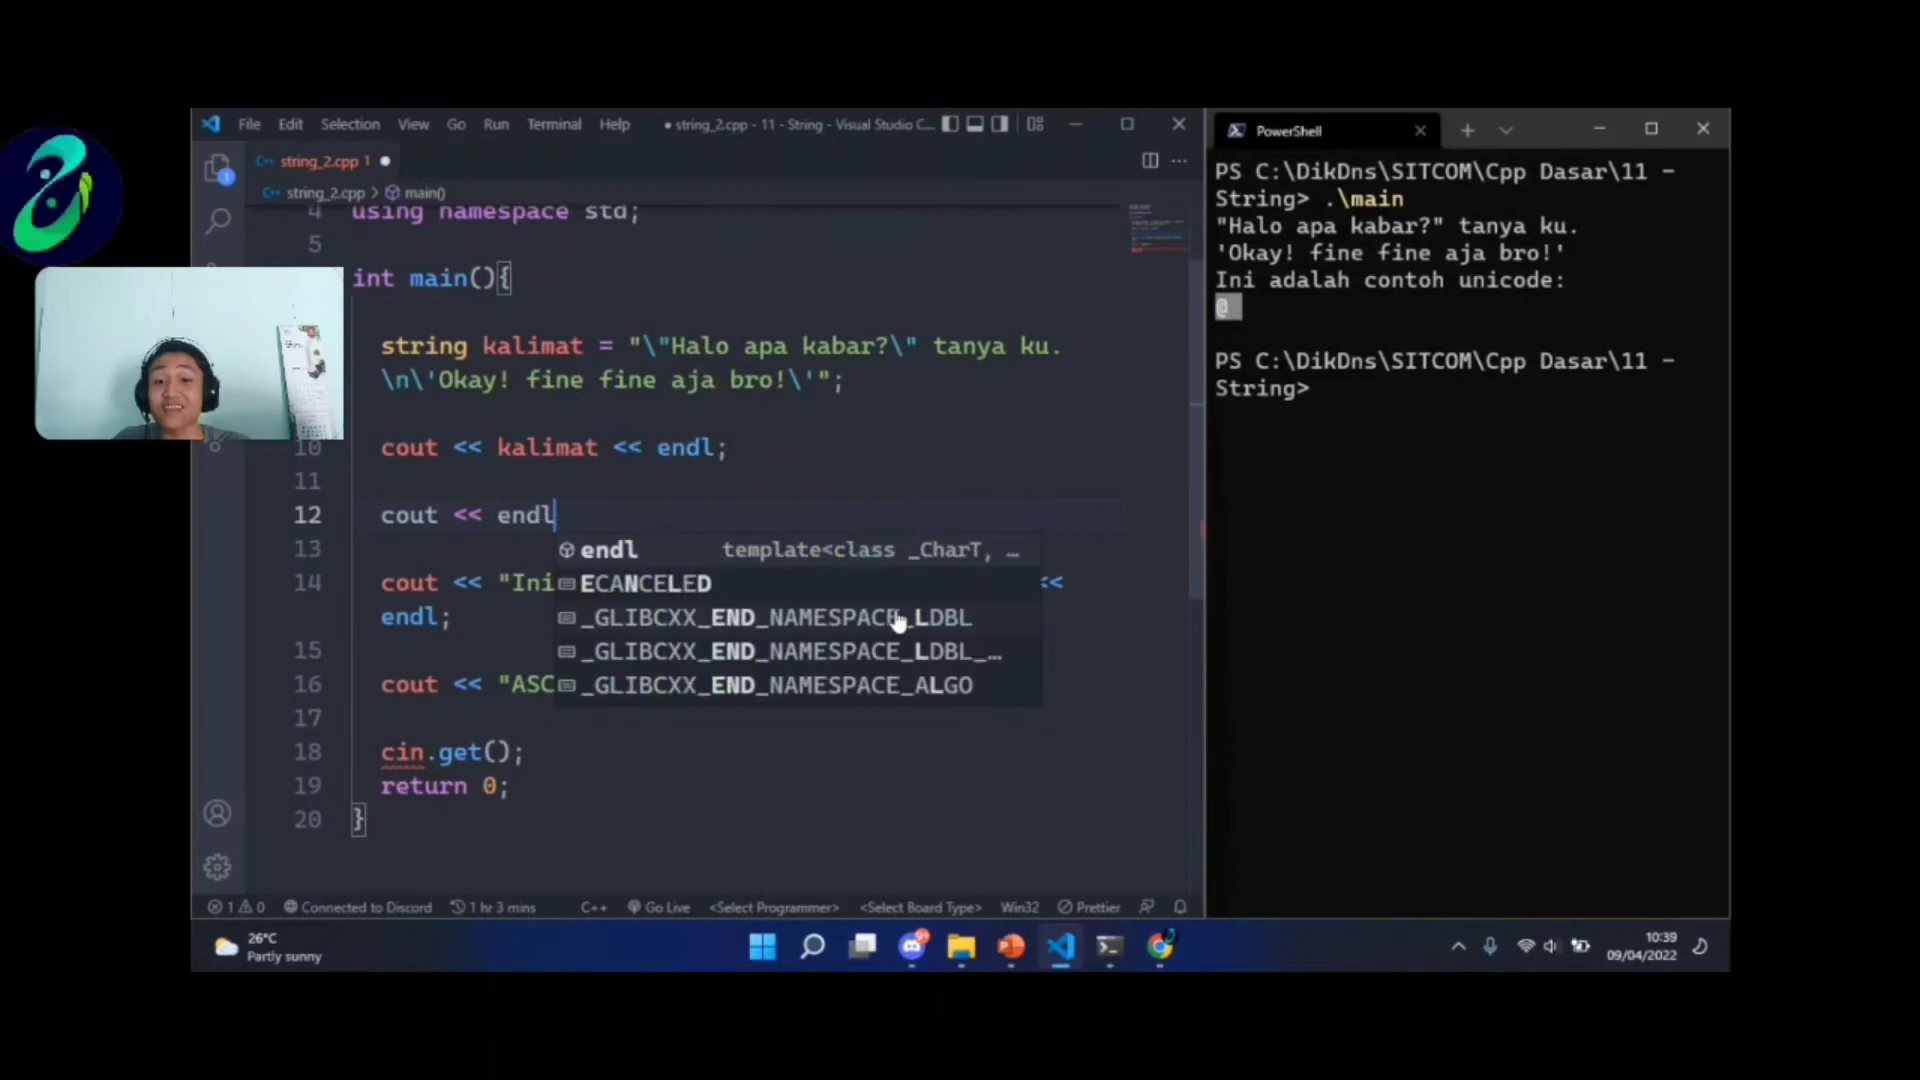 File Edit Selection View Go Run Terminal Help
● string_2.cpp - 11 - String - Visual Studio C...
string_2.cpp 1 ●
string_2.cpp > main()
4 using namespace std;
5
int main(){
string kalimat = "\"Halo apa kabar?\" tanya ku.
\n\'Okay! fine fine aja bro!\'";
10 cout << kalimat << endl;
11
12 cout << endl
13
endl template<class _CharT, …
ECANCELED
14 cout << "Ini <<
endl;
_GLIBCXX_END_NAMESPACE_LDBL
15
_GLIBCXX_END_NAMESPACE_LDBL_…
16 cout << "ASC
_GLIBCXX_END_NAMESPACE_ALGO
17
18 cin.get();
19 return 0;
20 }
1 0 Connected to Discord 1 hr 3 mins C++ Go Live <Select Programmer> <Select Board Type> Win32 Prettier
PowerShell
PS C:\DikDns\SITCOM\Cpp Dasar\11 -
String> .\main
"Halo apa kabar?" tanya ku.
'Okay! fine fine aja bro!'
Ini adalah contoh unicode:
@
PS C:\DikDns\SITCOM\Cpp Dasar\11 -
String>
26°C
Partly sunny
10:39
09/04/2022